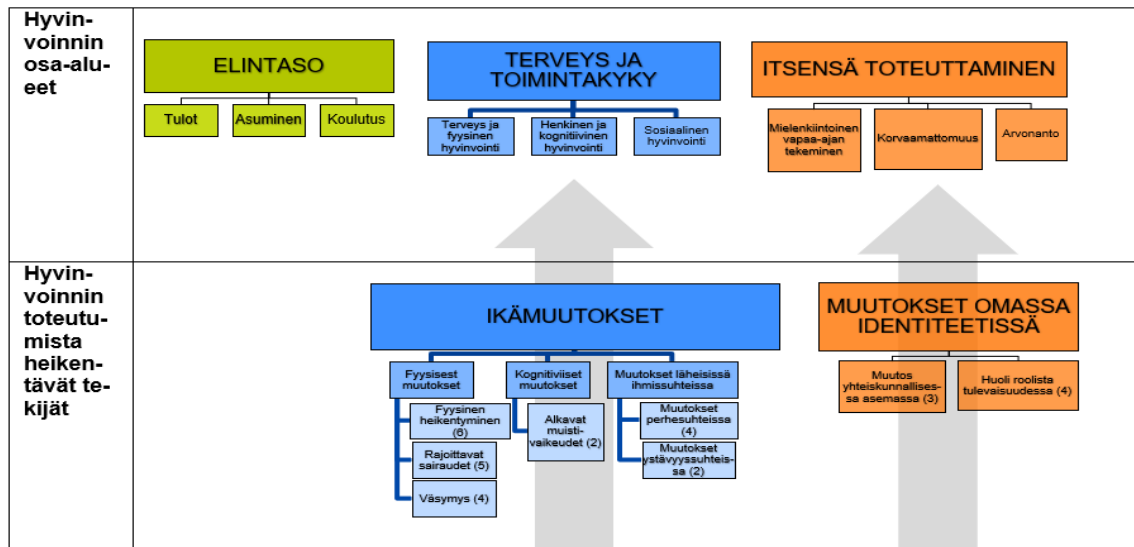 Hyvin-
voinnin
osa-alu-
eet
ELINTASO
Tulot
Asuminen
Koulutus
TERVEYS JA
TOIMINTAKYKY
Terveys ja
fyysinen
hyvinvointi
Henkinen ja
kognitiivinen
hyvinvointi
Sosiaalinen
hyvinvointi
ITSENSÄ TOTEUTTAMINEN
Mielenkiintoinen
vapaa-ajan
tekeminen
Korvaamattomuus
Arvonanto
Hyvin-
voinnin
toteutu-
mista
heiken-
tävät te-
kijät
IKÄMUUTOKSET
Fyysisest
muutokset
Fyysinen
heikentyminen
(6)
Rajoittavat
sairaudet (5)
Väsymys (4)
Kognitiviiset
muutokset
Alkavat
muisti-
vaikeudet (2)
Muutokset läheisissä
ihmissuhteissa
Muutokset
perhesuhteissa
(4)
Muutokset
ystävyyssuhteis-
sa (2)
MUUTOKSET OMASSA
IDENTITEETISSÄ
Muutos
yhteiskunnallises-
sa asemassa (3)
Huoli roolista
tulevaisuudessa (4)